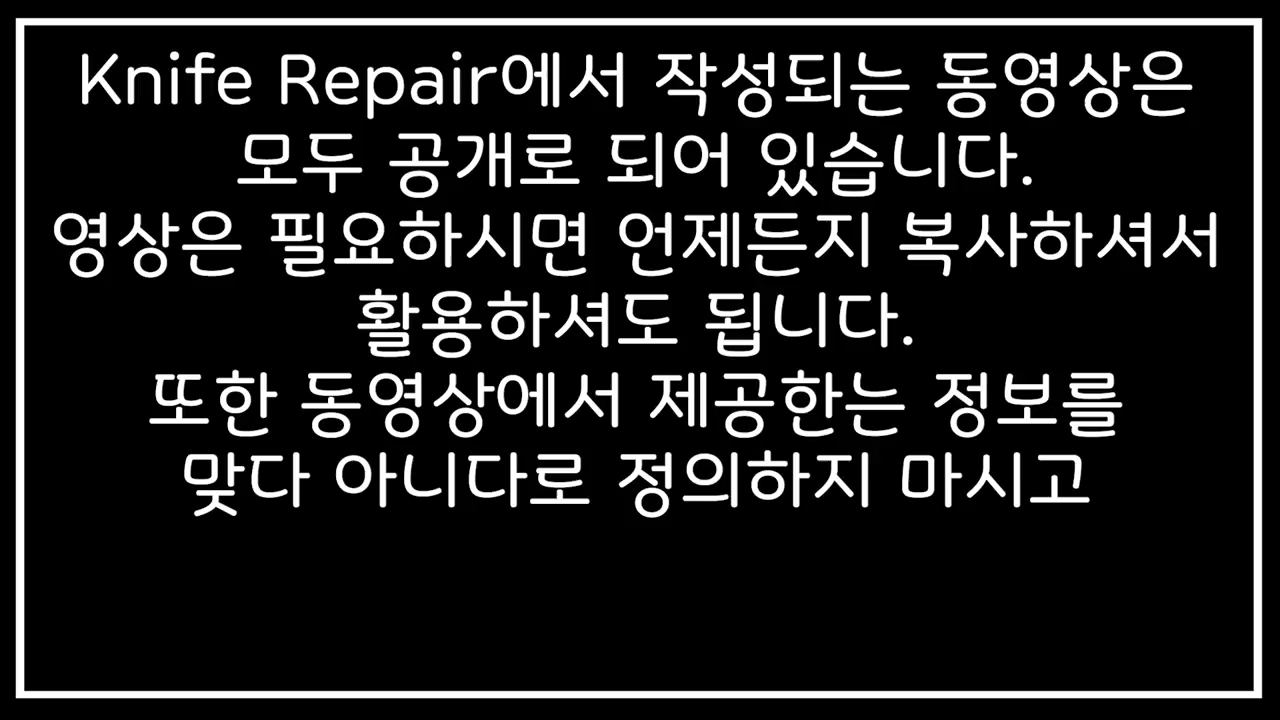 Knife Repair에서 작성되는 동영상은
모두 공개로 되어 있습니다.
영상은 필요하시면 언제든지 복사하셔서
활용하셔도 됩니다.
또한 동영상에서 제공한는 정보를
맞다 아니다로 정의하지 마시고